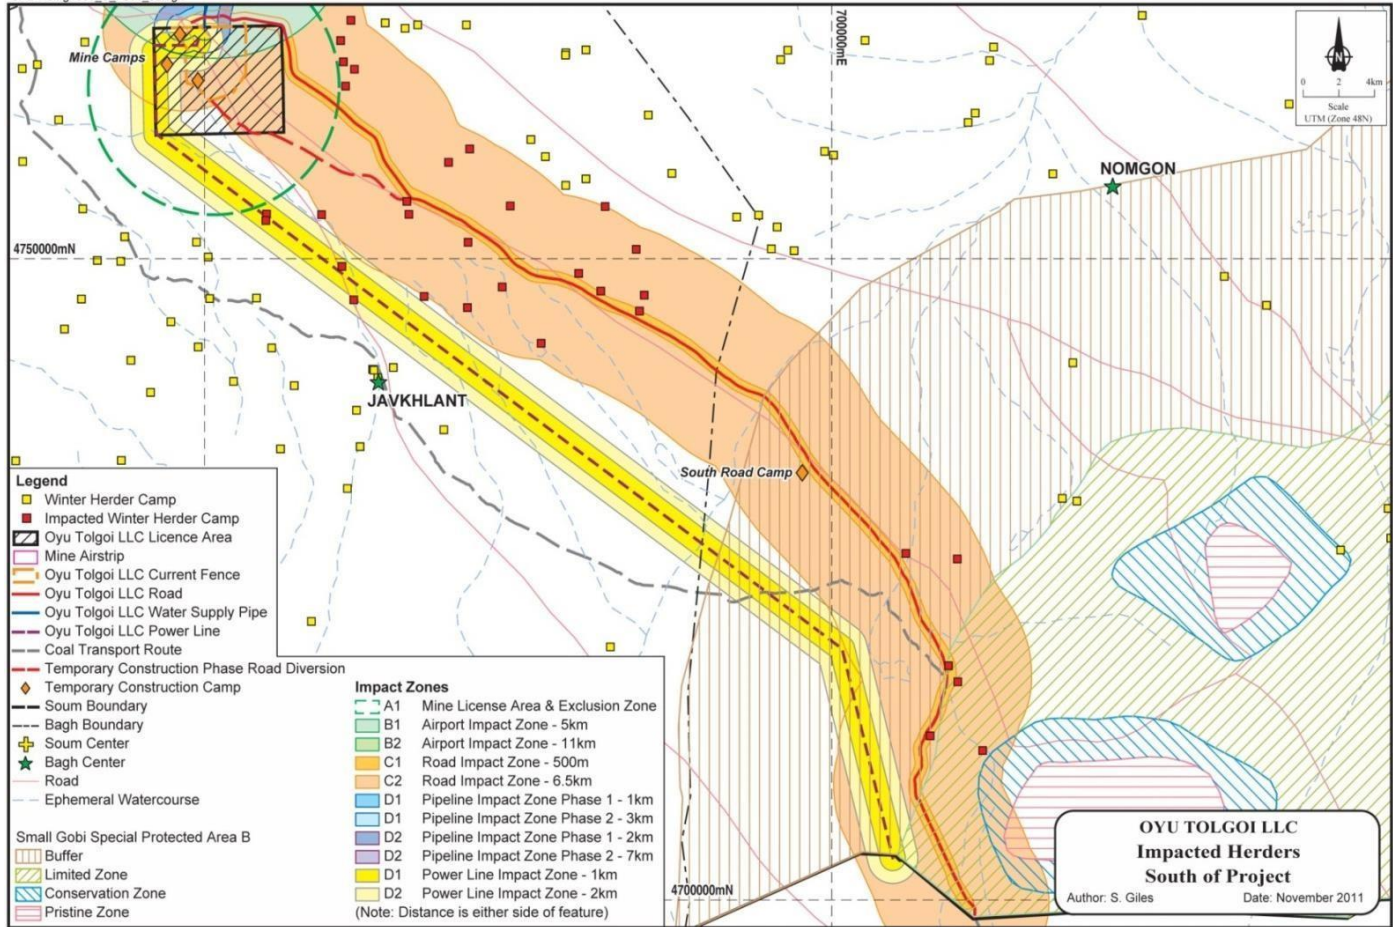 Mine Camps
700000mE
N
0 2 4km
Scale
UTM (Zone 48N)
NOMGON
4750000mN
JAVKHLANT
South Road Camp
Legend
Winter Herder Camp
Impacted Winter Herder Camp
Oyu Tolgoi LLC Licence Area
Mine Airstrip
Oyu Tolgoi LLC Current Fence
Oyu Tolgoi LLC Road
Oyu Tolgoi LLC Water Supply Pipe
Oyu Tolgoi LLC Power Line
Coal Transport Route
Temporary Construction Phase Road Diversion
Temporary Construction Camp
Soum Boundary
Bagh Boundary
Soum Center
Bagh Center
Road
Ephemeral Watercourse
Small Gobi Special Protected Area B
Buffer
Limited Zone
Conservation Zone
Pristine Zone
Impact Zones
A1 Mine License Area & Exclusion Zone
B1 Airport Impact Zone - 5km
B2 Airport Impact Zone - 11km
C1 Road Impact Zone - 500m
C2 Road Impact Zone - 6.5km
D1 Pipeline Impact Zone Phase 1 - 1km
D1 Pipeline Impact Zone Phase 2 - 3km
D2 Pipeline Impact Zone Phase 1 - 2km
D2 Pipeline Impact Zone Phase 2 - 7km
D1 Power Line Impact Zone - 1km
D2 Power Line Impact Zone - 2km
(Note: Distance is either side of feature)
4700000mN
OYU TOLGOI LLC
Impacted Herders
South of Project
Author: S. Giles Date: November 2011